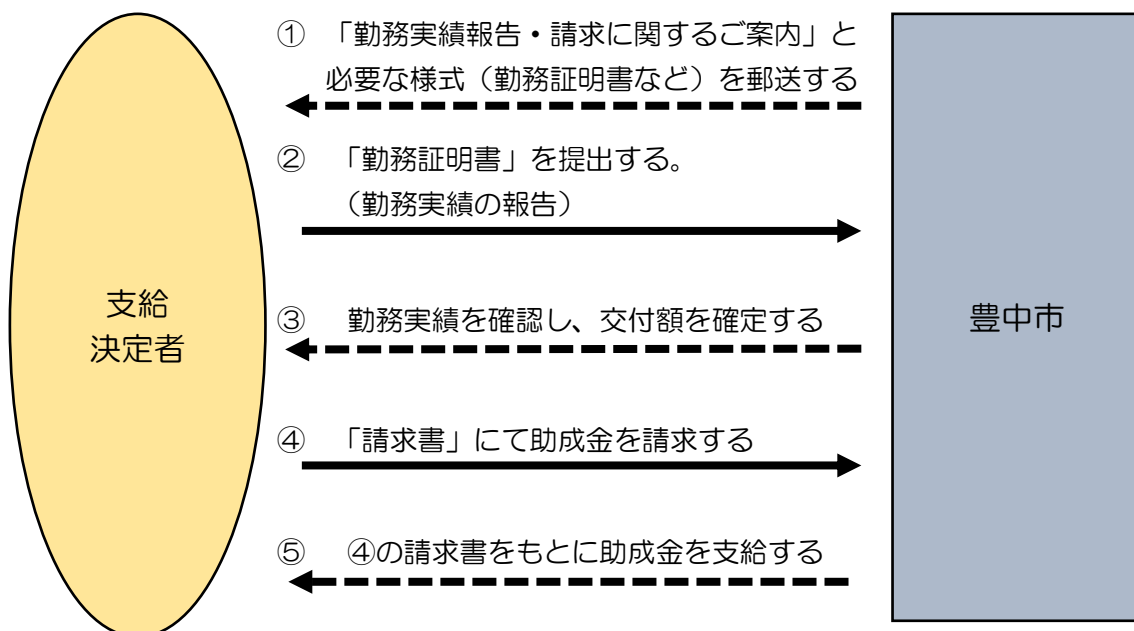 ① 「勤務実績報告・請求に関するご案内」と
必要な様式（勤務証明書など）を郵送する
② 「勤務証明書」を提出する。
（勤務実績の報告）
支給
決定者
③ 勤務実績を確認し、交付額を確定する
豊中市
④ 「請求書」にて助成金を請求する
⑤ ④の請求書をもとに助成金を支給する